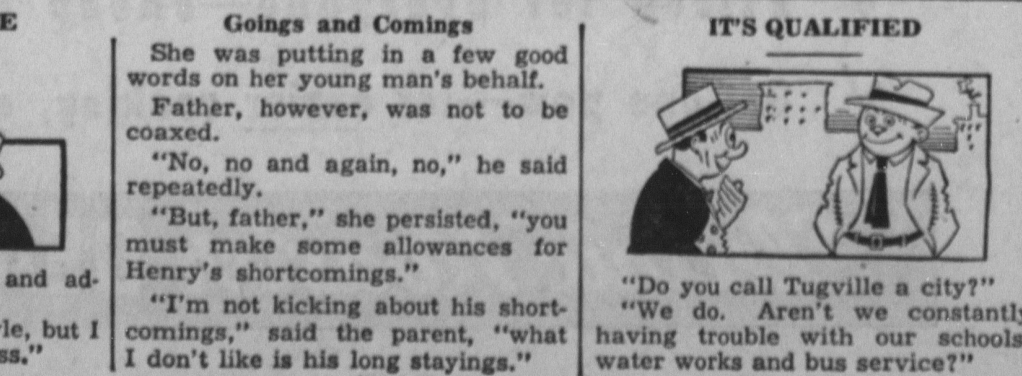 E
and ad-
le, but I
ss."
Goings and Comings
She was putting in a few good
words on her young man's behalf.
Father, however, was not to be
coaxed.
"No, no and again, no," he said
repeatedly.
"But, father," she persisted, "you
must make some allowances for
Henry's shortcomings."
"I'm not kicking about his short-
comings," said the parent, "what
I don't like is his long stayings."
IT'S QUALIFIED
"Do you call Tugville a city?"
"We do. Aren't we constantly
having trouble with our schools
water works and bus service?"